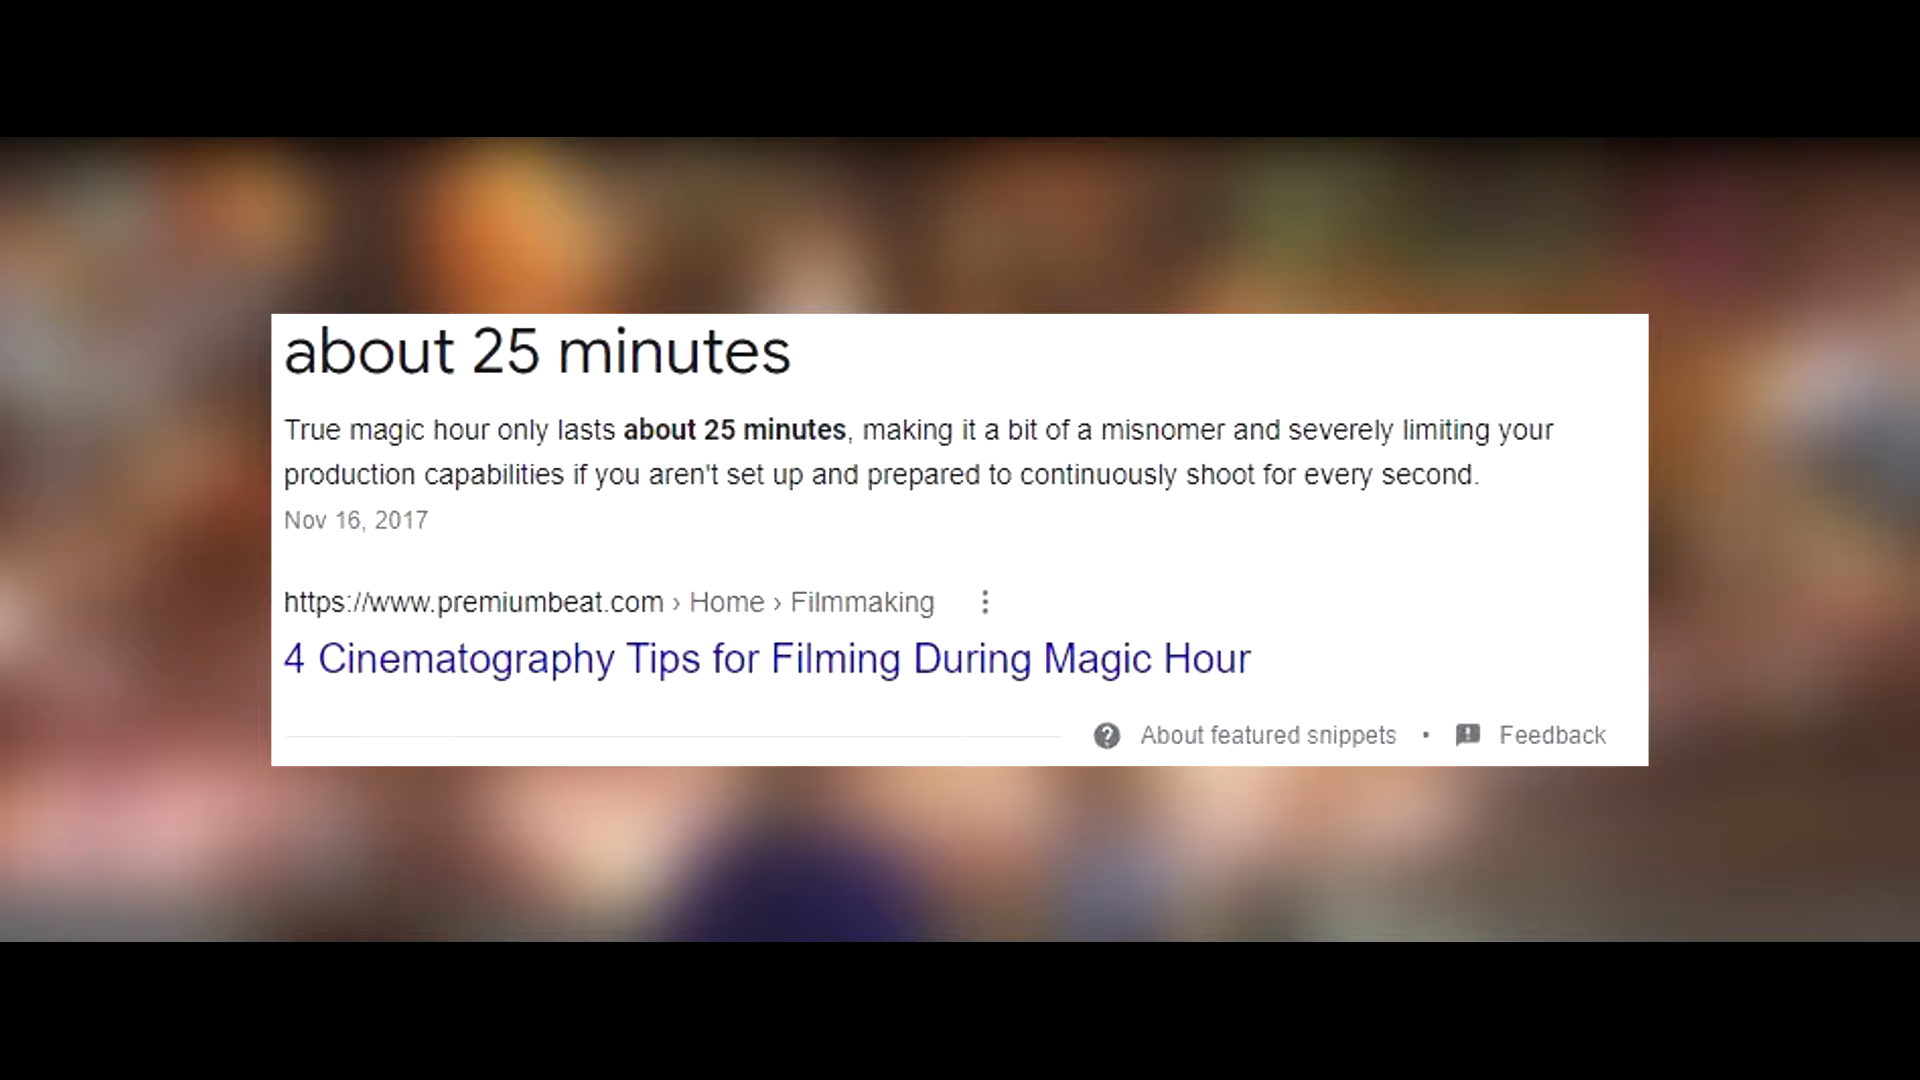 about 25 minutes
True magic hour only lasts about 25 minutes, making it a bit of a misnomer and severely limiting your
production capabilities if you aren't set up and prepared to continuously shoot for every second.
Nov 16, 2017
https://www.premiumbeat.com › Home › Filmmaking
4 Cinematography Tips for Filming During Magic Hour
About featured snippets • Feedback